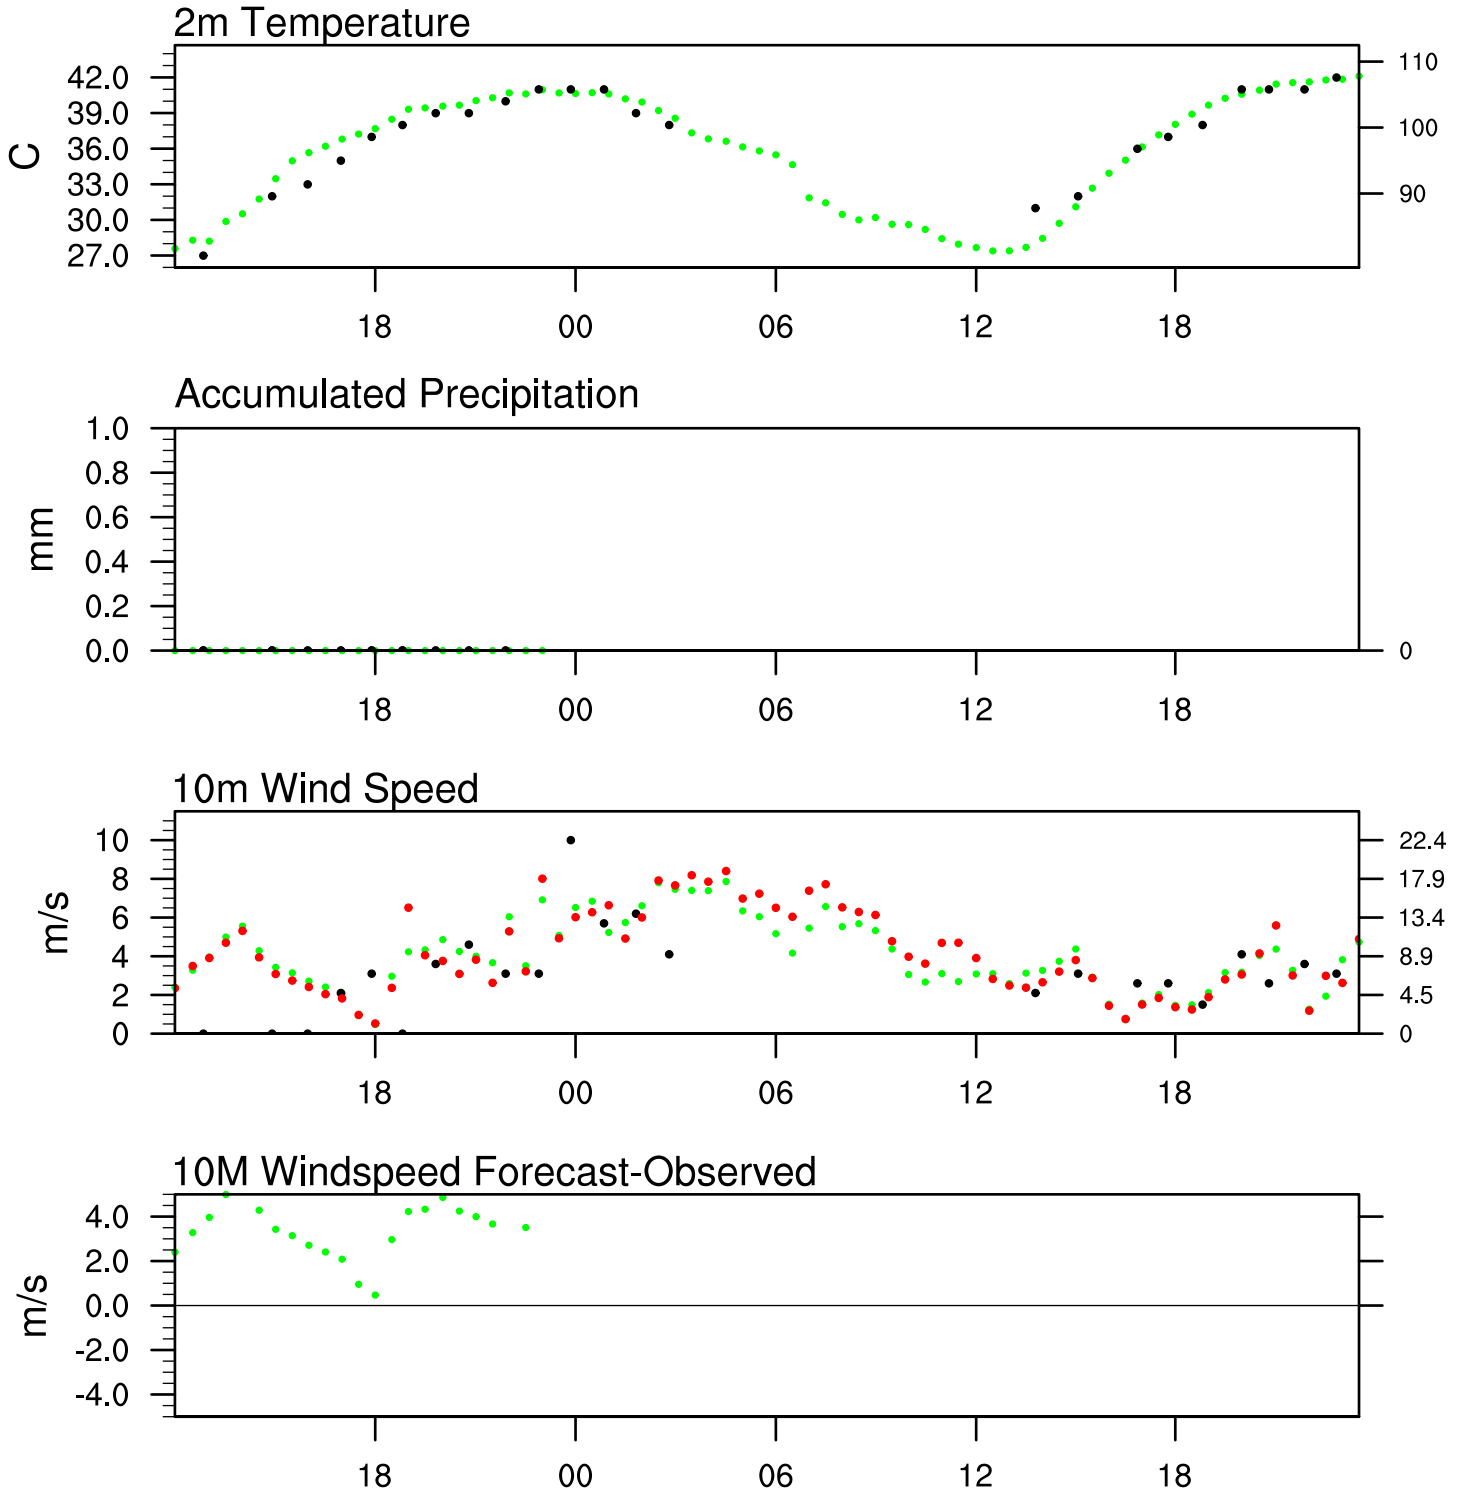 2m Temperature
42.0
39.0
36.0
33.0
30.0
27.0
C
110
100
90
18 00 06 12 18
Accumulated Precipitation
1.0
0.8
0.6
0.4
0.2
0.0
mm
0
18 00 06 12 18
10m Wind Speed
10
8
6
4
2
0
m/s
22.4
17.9
13.4
8.9
4.5
0
18 00 06 12 18
10M Windspeed Forecast-Observed
4.0
2.0
0.0
-2.0
-4.0
m/s
18 00 06 12 18